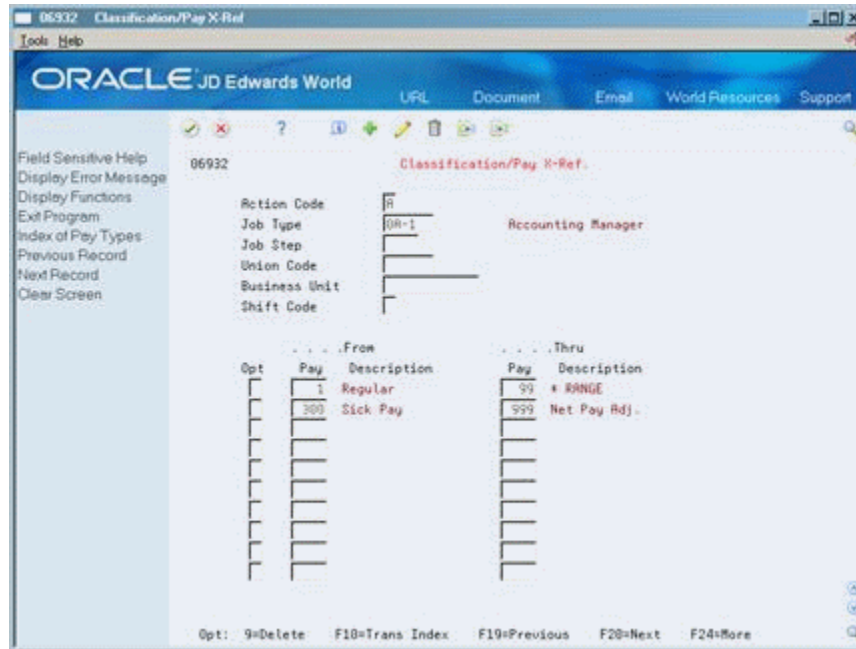 06932 Classification/Pay X-Ref
Tools Help
ORACLE JD Edwards World
URL Document Email World Resources Support
Field Sensitive Help
Display Error Message
Display Functions
Exit Program
Index of Pay Types
Previous Record
Next Record
Clear Screen
06932 Classification/Pay X-Ref.
Action Code A
Job Type OA-1 Accounting Manager
Job Step
Union Code
Business Unit
Shift Code
. . . .From . . . .Thru
Opt Pay Description Pay Description
1 Regular 99 * RANGE
300 Sick Pay 999 Net Pay Adj.
Opt: 9=Delete F18=Trans Index F19=Previous F20=Next F24=More